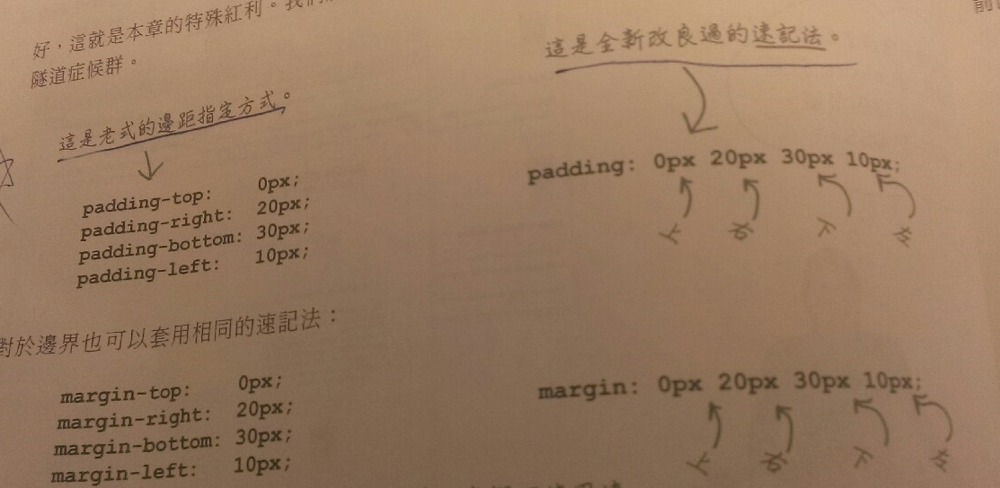 好，這就是本章的特殊紅利。我們
隧道症候群。
這是老式的邊距指定方式。
padding-top: 0px;
padding-right: 20px;
padding-bottom: 30px;
padding-left: 10px;
這是全新改良過的速記法。
padding: 0px 20px 30px 10px;
上 右 下 左
對於邊界也可以套用相同的速記法：
margin-top: 0px;
margin-right: 20px;
margin-bottom: 30px;
margin-left: 10px;
margin: 0px 20px 30px 10px;
上 右 下 左